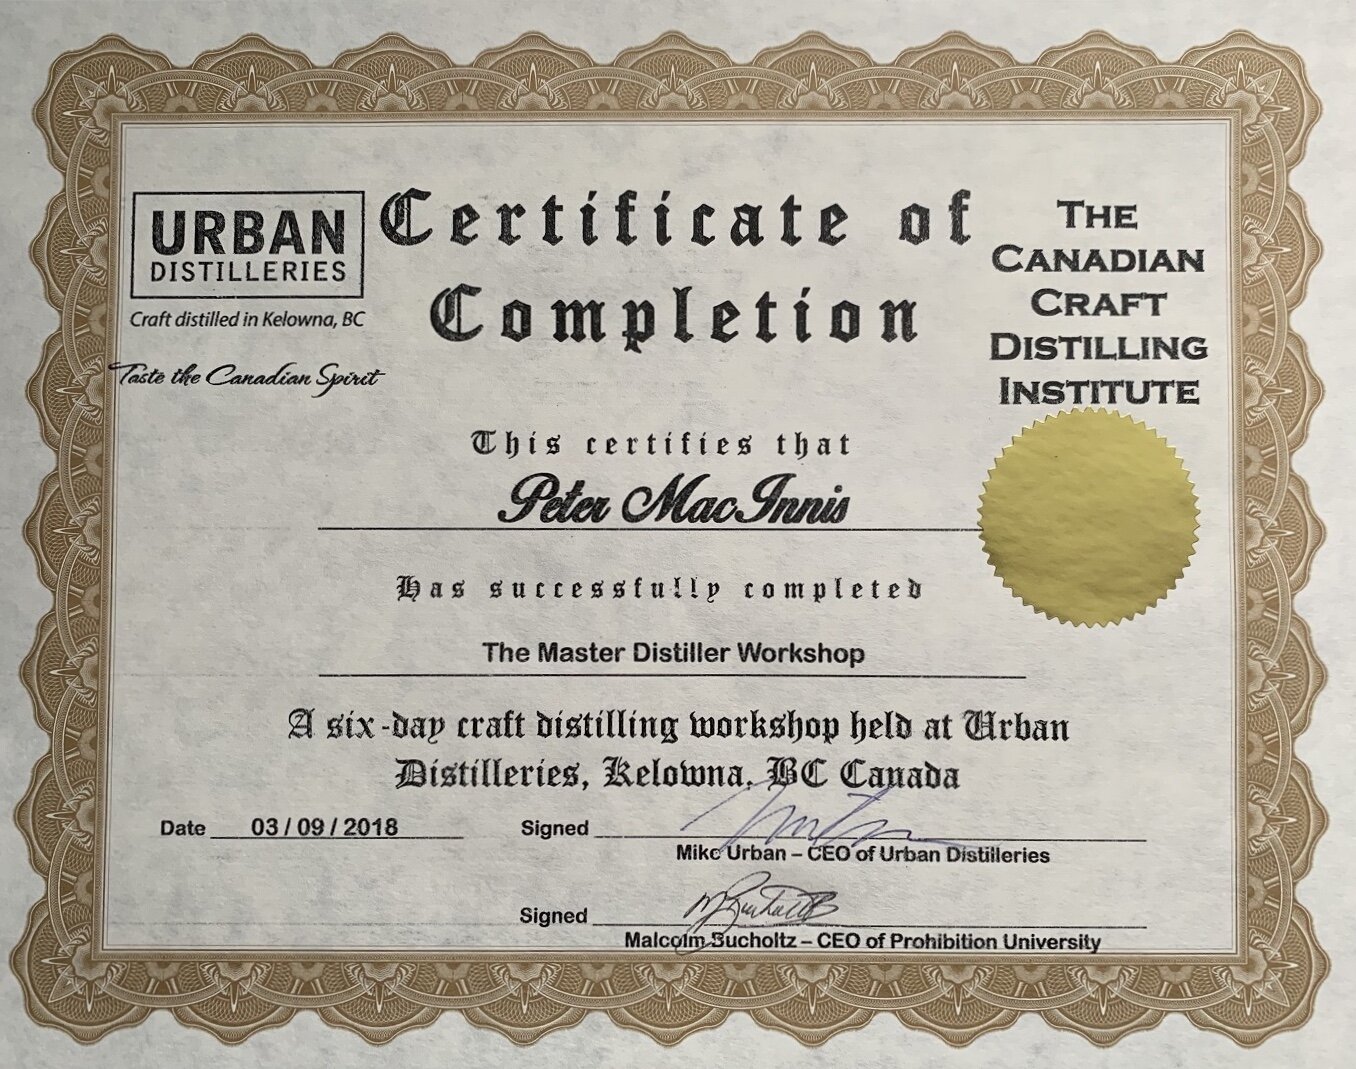 URBAN
DISTILLERIES
Craft distilled in Kelowna, BC
Taste the Canadian Spirit
Certificate of
Completion
THE
CANADIAN
CRAFT
DISTILLING
INSTITUTE
This certifies that
Peter MacInnis
Has successfully completed
The Master Distiller Workshop
A six-day craft distilling workshop held at Urban
Distilleries, Kelowna, BC Canada
Date 03 / 09 / 2018
Signed
Mike Urban – CEO of Urban Distilleries
Signed
Malcolm Bucholtz – CEO of Prohibition University